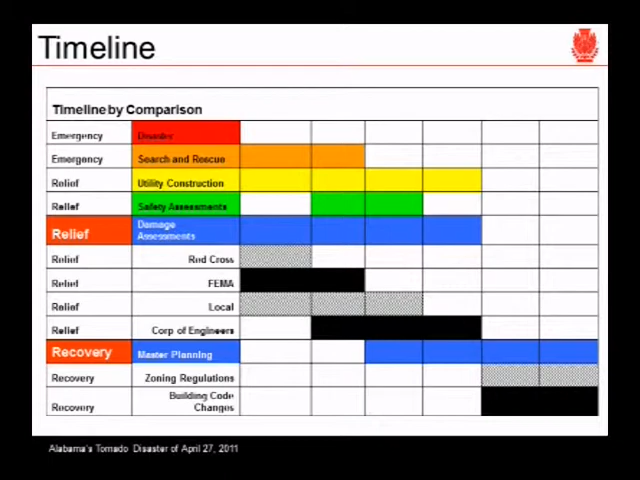 Timeline
Timeline by Comparison
Emergency Disaster
Emergency Search and Rescue
Relief Utility Construction
Relief Safety Assessments
Relief Damage
Assessments
Relief Red Cross
Relief FEMA
Relief Local
Relief Corp of Engineers
Recovery Master Planning
Recovery Zoning Regulations
Recovery Building Code
Changes
Alabama's Tornado Disaster of April 27, 2011